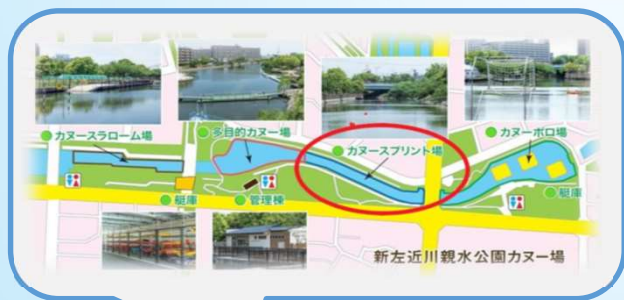 カヌースラローム場
多目的カヌー場
カヌースプリント場
カヌーポロ場
艇庫
管理棟
艇庫
新左近川親水公園カヌー場